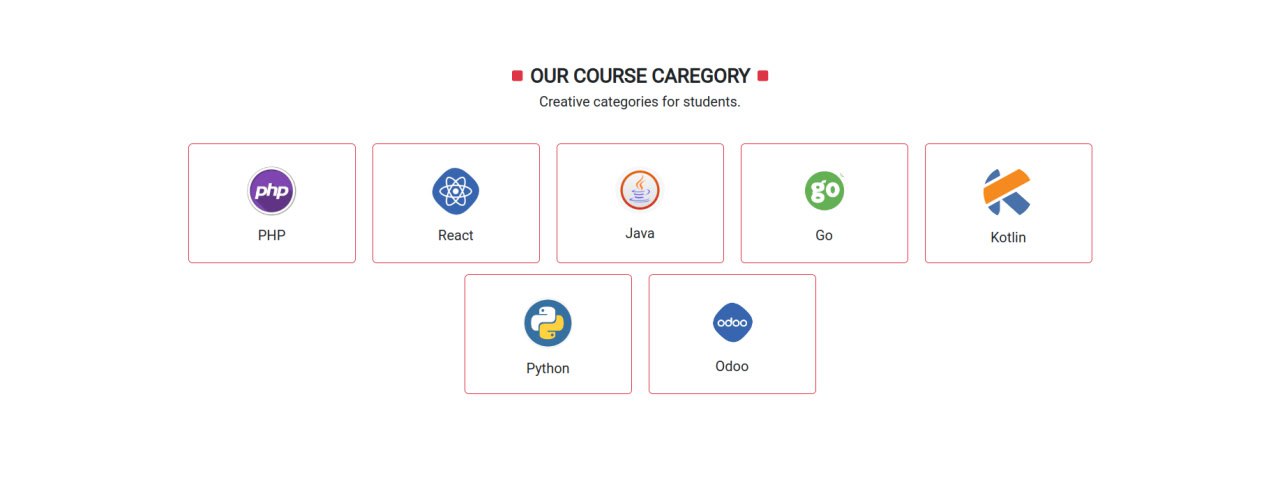 OUR COURSE CAREGORY
Creative categories for students.
php
go
PHP
React
Java
Go
Kotlin
odoo
Python
Odoo